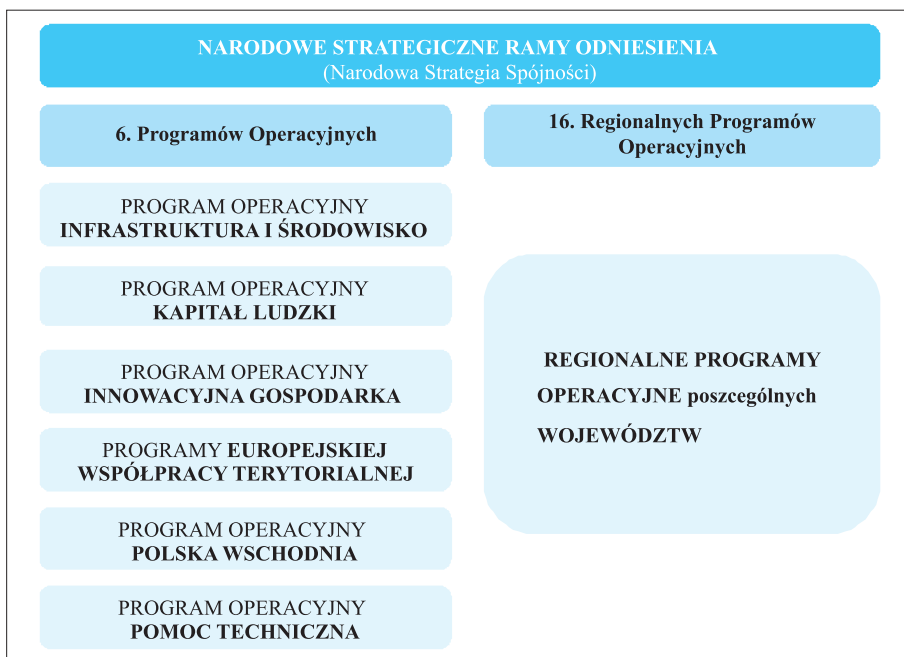 NARODOWE STRATEGICZNE RAMY ODNIESIENIA
(Narodowa Strategia Spójności)
6. Programów Operacyjnych
PROGRAM OPERACYJNY
INFRASTRUKTURA I ŚRODOWISKO
PROGRAM OPERACYJNY
KAPITAŁ LUDZKI
PROGRAM OPERACYJNY
INNOWACYJNA GOSPODARKA
PROGRAMY EUROPEJSKIEJ
WSPÓŁPRACY TERYTORIALNEJ
PROGRAM OPERACYJNY
POLSKA WSCHODNIA
PROGRAM OPERACYJNY
POMOC TECHNICZNA
16. Regionalnych Programów
Operacyjnych
REGIONALNE PROGRAMY
OPERACYJNE poszcególnych
WOJEWÓDZTW